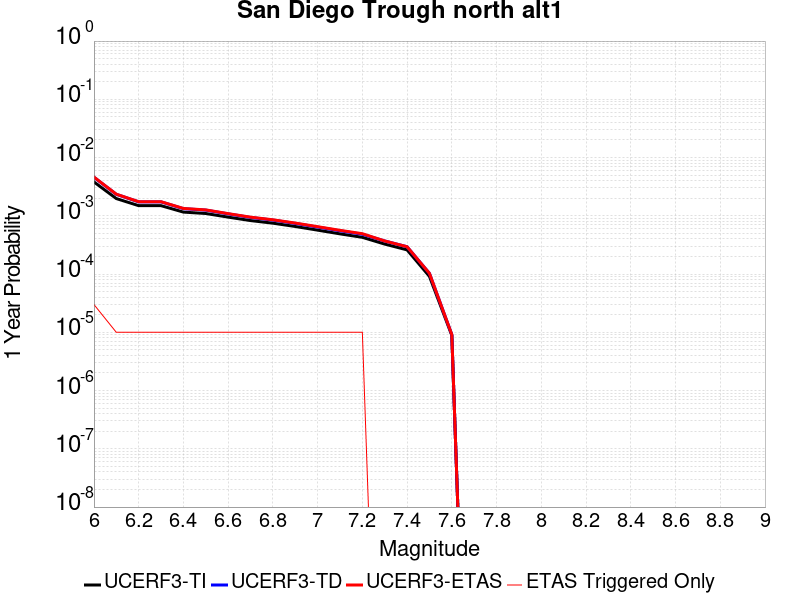 San Diego Trough north alt1
10^0
10^-1
10^-2
10^-3
10^-4
10^-5
10^-6
10^-7
10^-8
1 Year Probability
6 6.2 6.4 6.6 6.8 7 7.2 7.4 7.6 7.8 8 8.2 8.4 8.6 8.8 9
Magnitude
UCERF3-TI UCERF3-TD UCERF3-ETAS ETAS Triggered Only